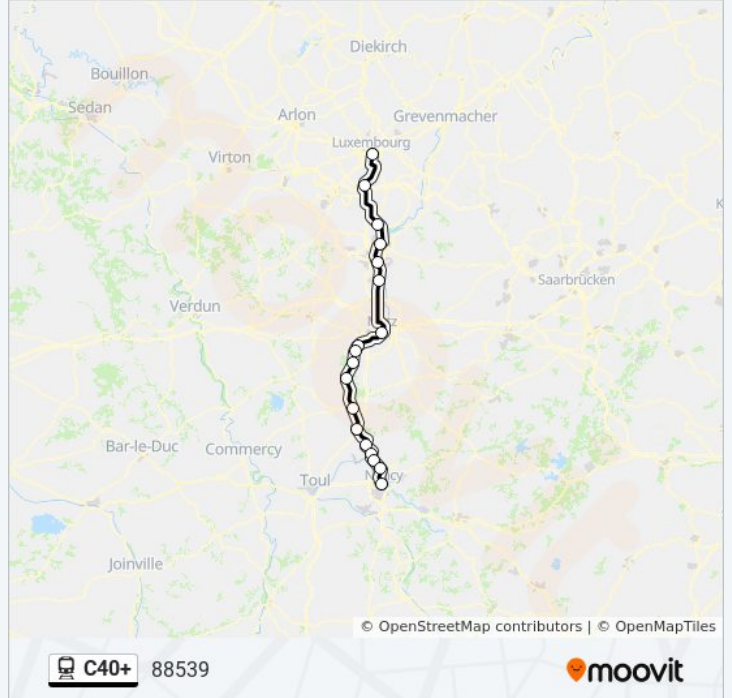 Diekirch
Bouillon
Sedan
Arlon
Grevenmacher
Luxembourg
Virton
K
Saarbrücken
Verdun
Bar-le-Duc
Commercy
Toul
Joinville
© OpenStreetMap contributors | © OpenMapTiles
C40+ 88539 moovit